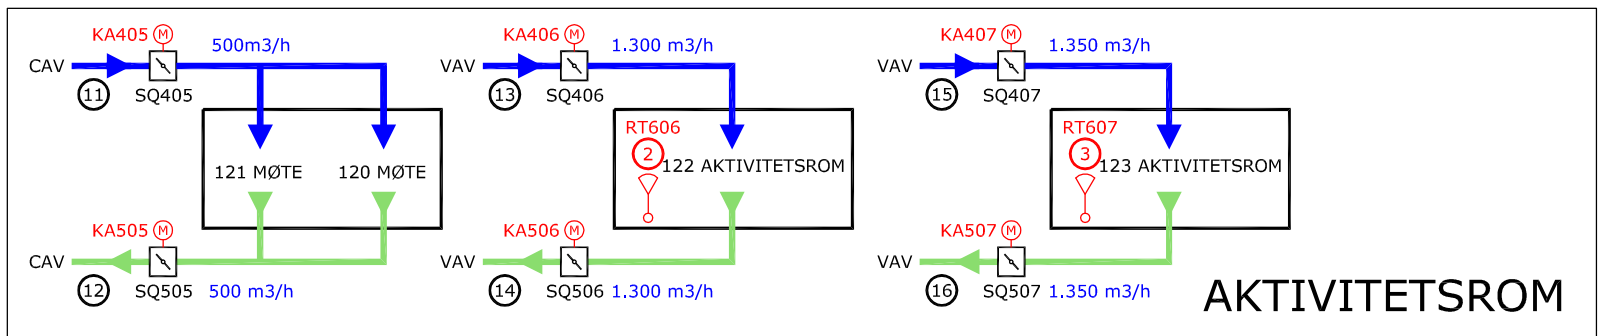 KA405 M
500m3/h
CAV
11
SQ405
121 MØTE
120 MØTE
KA505 M
CAV
12
SQ505
500 m3/h
KA406 M
1.300 m3/h
VAV
13
SQ406
RT606
2
122 AKTIVITETSROM
KA506 M
VAV
14
SQ506
1.300 m3/h
KA407 M
1.350 m3/h
VAV
15
SQ407
RT607
3
123 AKTIVITETSROM
KA507 M
VAV
16
SQ507
1.350 m3/h
AKTIVITETSROM